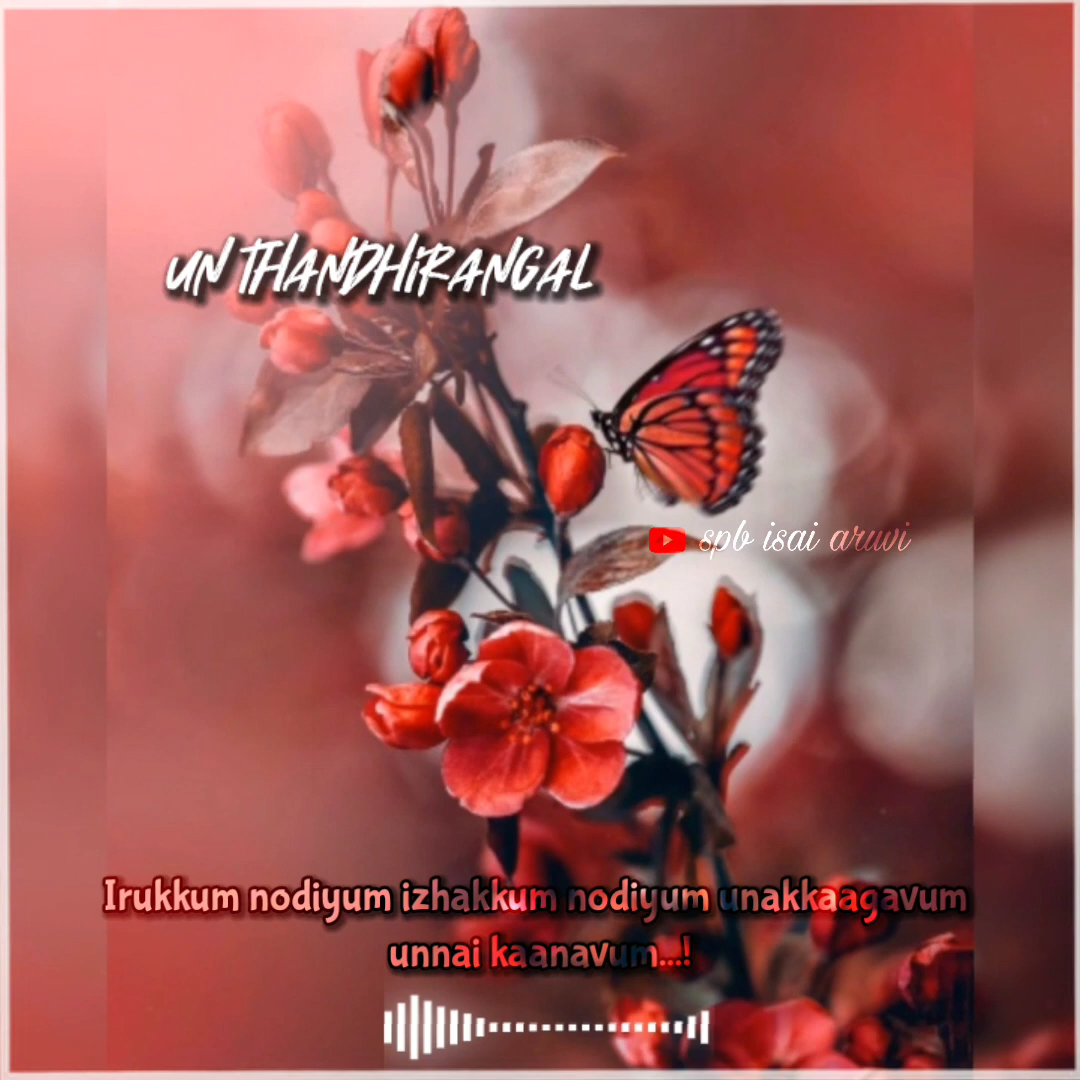 UN THANDHIRANGAL
spb isai aruvi
Irukkum nodiyum izhakkum nodiyum unakkaagavum
unnai kaanavum...!